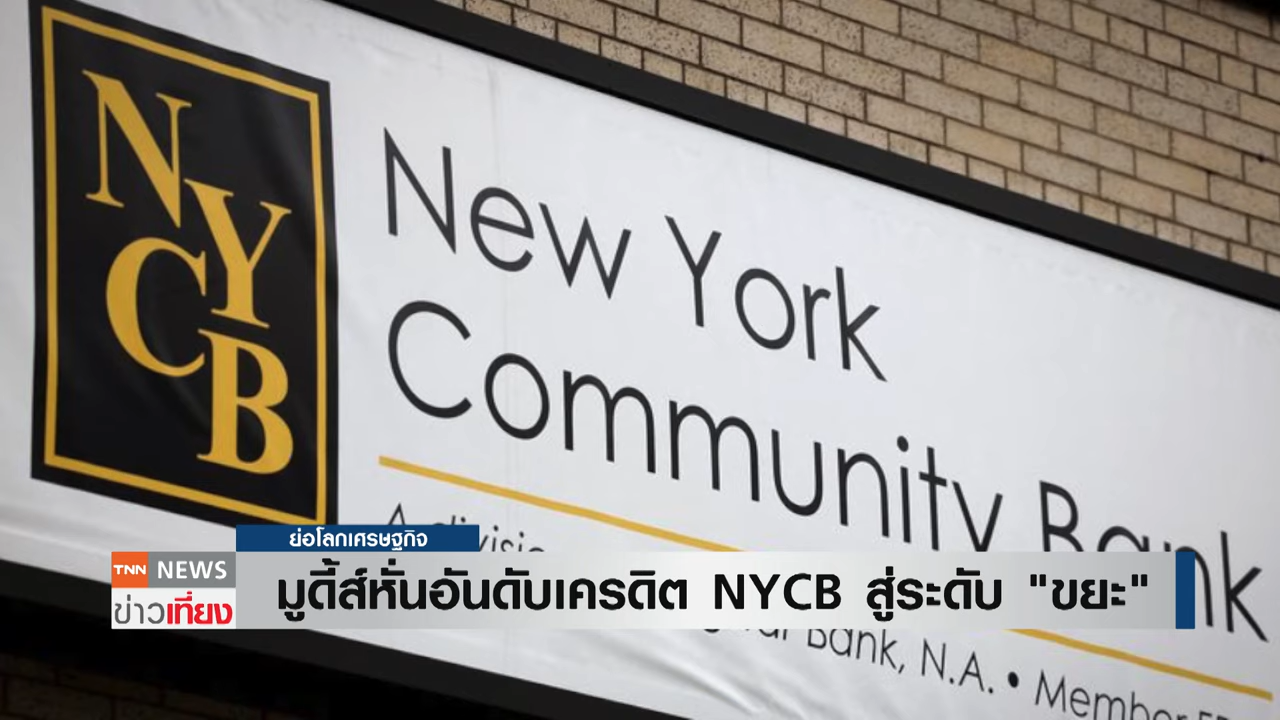 NYCB
New York
Community Bank
A
Bank, N.A. • Member
ย่อโลกเศรษฐกิจ
TNN NEWS
ข่าวเที่ยง
มูดี้ส์หั่นอันดับเครดิต NYCB สู่ระดับ "ขยะ"